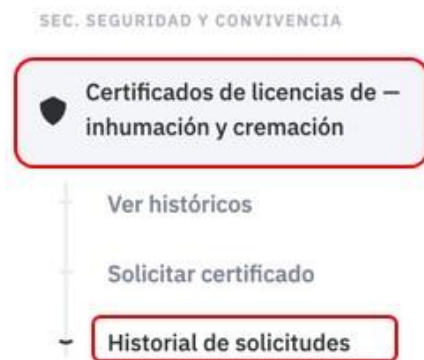 SEC. SEGURIDAD Y CONVIVENCIA
Certificados de licencias de —
inhumación y cremación
Ver históricos
Solicitar certificado
Historial de solicitudes